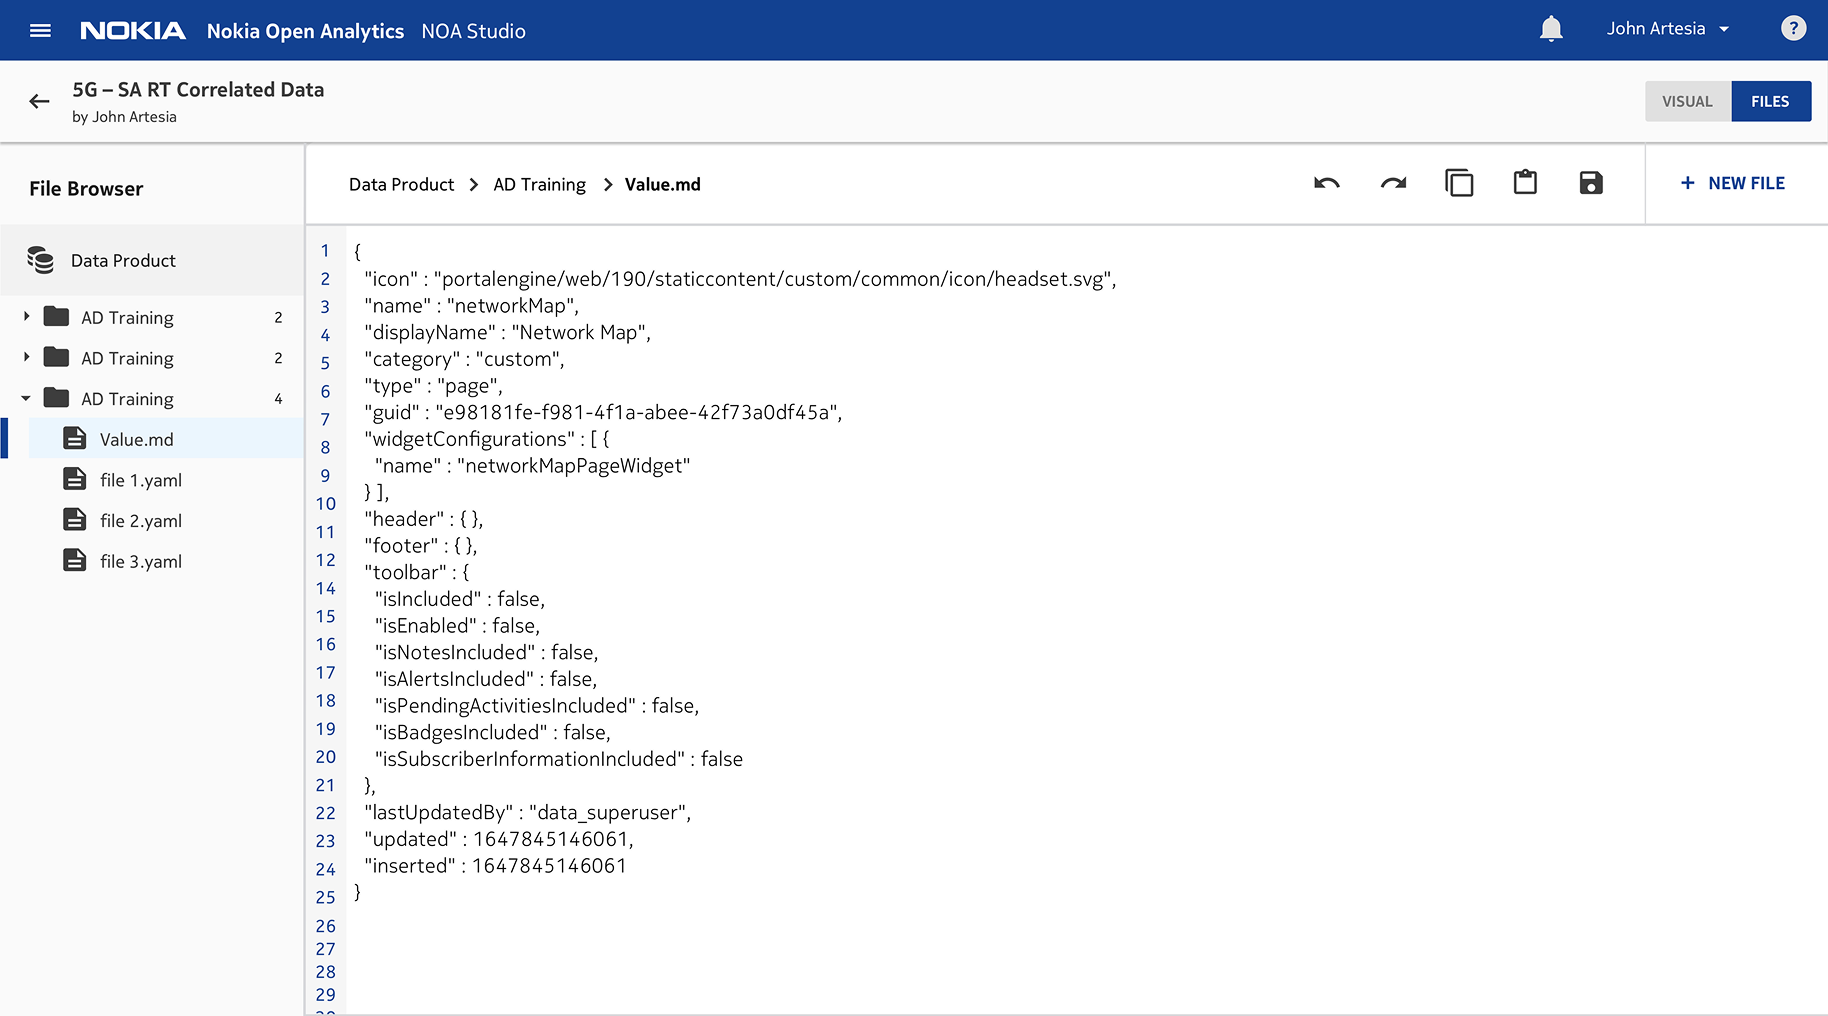 NOKIA Nokia Open Analytics NOA Studio John Artesia ?
5G – SA RT Correlated Data
by John Artesia
VISUAL FILES
File Browser
Data Product
AD Training 2
AD Training 2
AD Training 4
Value.md
file 1.yaml
file 2.yaml
file 3.yaml
Data Product > AD Training > Value.md
+ NEW FILE
1
2
3
4
5
6
7
8
9
10
11
12
14
15
16
17
18
19
20
21
22
23
24
25
26
27
28
29
{
"icon" : "portalengine/web/190/staticcontent/custom/common/icon/headset.svg",
"name" : "networkMap",
"displayName" : "Network Map",
"category" : "custom",
"type" : "page",
"guid" : "e98181fe-f981-4f1a-abee-42f73a0df45a",
"widgetConfigurations" : [ {
"name" : "networkMapPageWidget"
} ],
"header" : { },
"footer" : { },
"toolbar" : {
"isIncluded" : false,
"isEnabled" : false,
"isNotesIncluded" : false,
"isAlertsIncluded" : false,
"isPendingActivitiesIncluded" : false,
"isBadgesIncluded" : false,
"isSubscriberInformationIncluded" : false
},
"lastUpdatedBy" : "data_superuser",
"updated" : 1647845146061,
"inserted" : 1647845146061
}